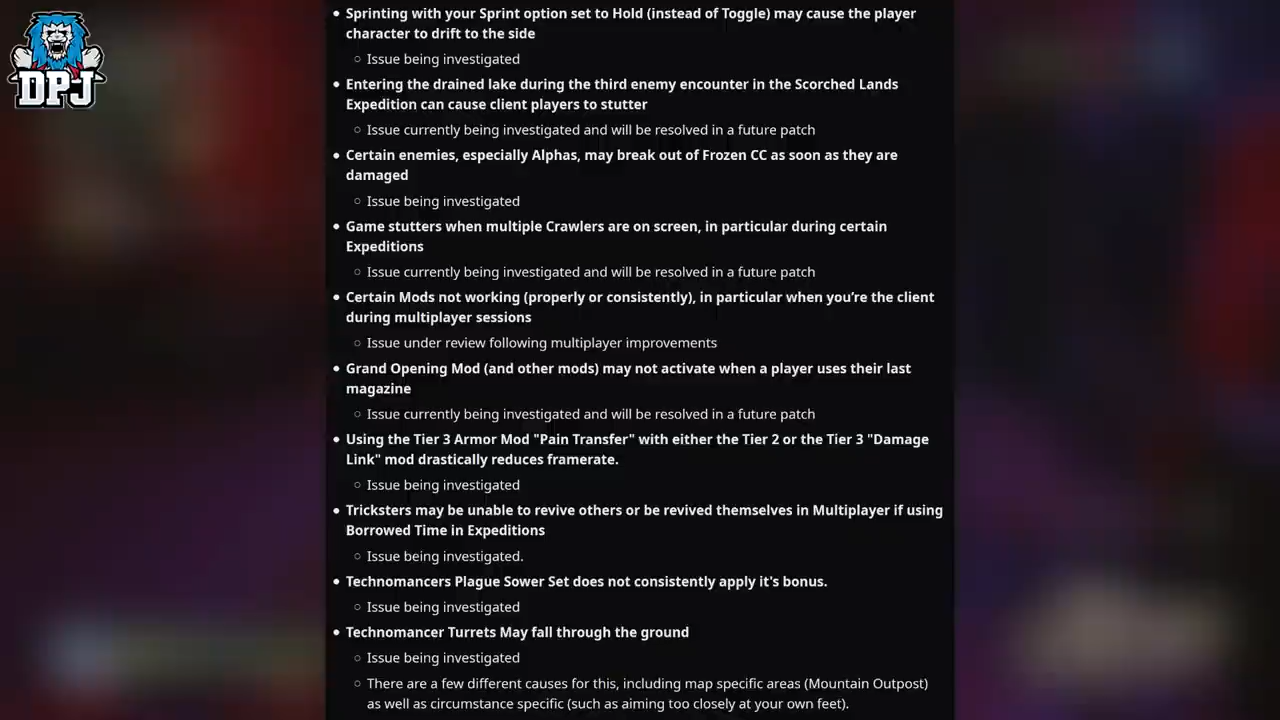 DPJ
• Sprinting with your Sprint option set to Hold (instead of Toggle) may cause the player
character to drift to the side
○ Issue being investigated
• Entering the drained lake during the third enemy encounter in the Scorched Lands
Expedition can cause client players to stutter
○ Issue currently being investigated and will be resolved in a future patch
• Certain enemies, especially Alphas, may break out of Frozen CC as soon as they are
damaged
○ Issue being investigated
• Game stutters when multiple Crawlers are on screen, in particular during certain
Expeditions
○ Issue currently being investigated and will be resolved in a future patch
• Certain Mods not working (properly or consistently), in particular when you’re the client
during multiplayer sessions
○ Issue under review following multiplayer improvements
• Grand Opening Mod (and other mods) may not activate when a player uses their last
magazine
○ Issue currently being investigated and will be resolved in a future patch
• Using the Tier 3 Armor Mod "Pain Transfer" with either the Tier 2 or the Tier 3 "Damage
Link" mod drastically reduces framerate.
○ Issue being investigated
• Tricksters may be unable to revive others or be revived themselves in Multiplayer if using
Borrowed Time in Expeditions
○ Issue being investigated.
• Technomancers Plague Sower Set does not consistently apply it's bonus.
○ Issue being investigated
• Technomancer Turrets May fall through the ground
○ Issue being investigated
○ There are a few different causes for this, including map specific areas (Mountain Outpost)
as well as circumstance specific (such as aiming too closely at your own feet).